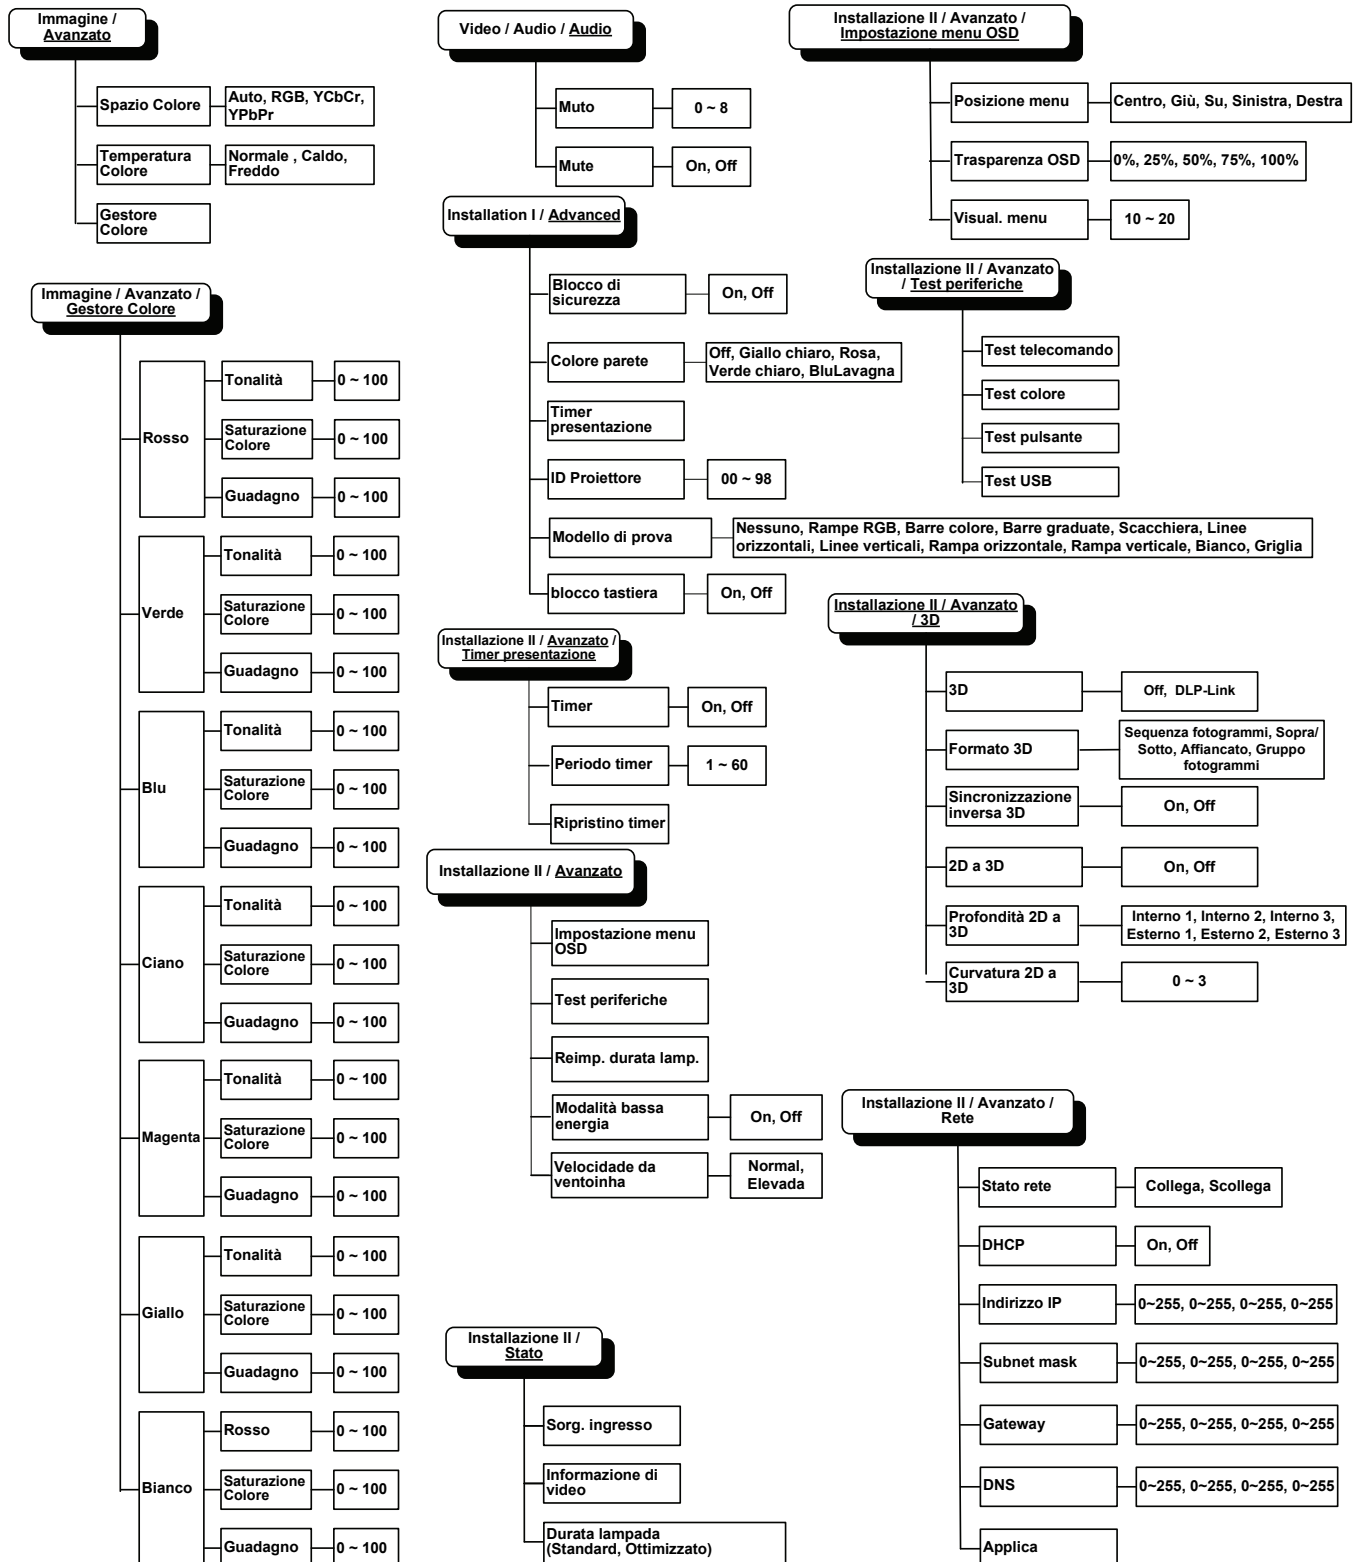 Immagine /
Avanzato
Spazio Colore
Auto, RGB, YCbCr,
YPbPr
Temperatura
Colore
Normale , Caldo,
Freddo
Gestore
Colore
Immagine / Avanzato /
Gestore Colore
Rosso
Tonalità
0 ~ 100
Saturazione
Colore
0 ~ 100
Guadagno
0 ~ 100
Verde
Tonalità
0 ~ 100
Saturazione
Colore
0 ~ 100
Guadagno
0 ~ 100
Blu
Tonalità
0 ~ 100
Saturazione
Colore
0 ~ 100
Guadagno
0 ~ 100
Ciano
Tonalità
0 ~ 100
Saturazione
Colore
0 ~ 100
Guadagno
0 ~ 100
Magenta
Tonalità
0 ~ 100
Saturazione
Colore
0 ~ 100
Guadagno
0 ~ 100
Giallo
Tonalità
0 ~ 100
Saturazione
Colore
0 ~ 100
Guadagno
0 ~ 100
Bianco
Rosso
0 ~ 100
Saturazione
Colore
0 ~ 100
Guadagno
0 ~ 100
Video / Audio / Audio
Muto
0 ~ 8
Mute
On, Off
Installation I / Advanced
Blocco di
sicurezza
On, Off
Colore parete
Off, Giallo chiaro, Rosa,
Verde chiaro, BluLavagna
Timer
presentazione
ID Proiettore
00 ~ 98
Modello di prova
Nessuno, Rampe RGB, Barre colore, Barre graduate, Scacchiera, Linee
orizzontali, Linee verticali, Rampa orizzontale, Rampa verticale, Bianco, Griglia
blocco tastiera
On, Off
Installazione II / Avanzato /
Timer presentazione
Timer
On, Off
Periodo timer
1 ~ 60
Ripristino timer
Installazione II / Avanzato
Impostazione menu
OSD
Test periferiche
Reimp. durata lamp.
Modalità bassa
energia
On, Off
Velocidade da
ventoinha
Normal,
Elevada
Installazione II /
Stato
Sorg. ingresso
Informazione di
video
Durata lampada
(Standard, Ottimizzato)
Installazione II / Avanzato /
Impostazione menu OSD
Posizione menu
Centro, Giù, Su, Sinistra, Destra
Trasparenza OSD
0%, 25%, 50%, 75%, 100%
Visual. menu
10 ~ 20
Installazione II / Avanzato
/ Test periferiche
Test telecomando
Test colore
Test pulsante
Test USB
Installazione II / Avanzato
/ 3D
3D
Off, DLP-Link
Formato 3D
Sequenza fotogrammi, Sopra/
Sotto, Affiancato, Gruppo
fotogrammi
Sincronizzazione
inversa 3D
On, Off
2D a 3D
On, Off
Profondità 2D a
3D
Interno 1, Interno 2, Interno 3,
Esterno 1, Esterno 2, Esterno 3
Curvatura 2D a
3D
0 ~ 3
Installazione II / Avanzato /
Rete
Stato rete
Collega, Scollega
DHCP
On, Off
Indirizzo IP
0~255, 0~255, 0~255, 0~255
Subnet mask
0~255, 0~255, 0~255, 0~255
Gateway
0~255, 0~255, 0~255, 0~255
DNS
0~255, 0~255, 0~255, 0~255
Applica